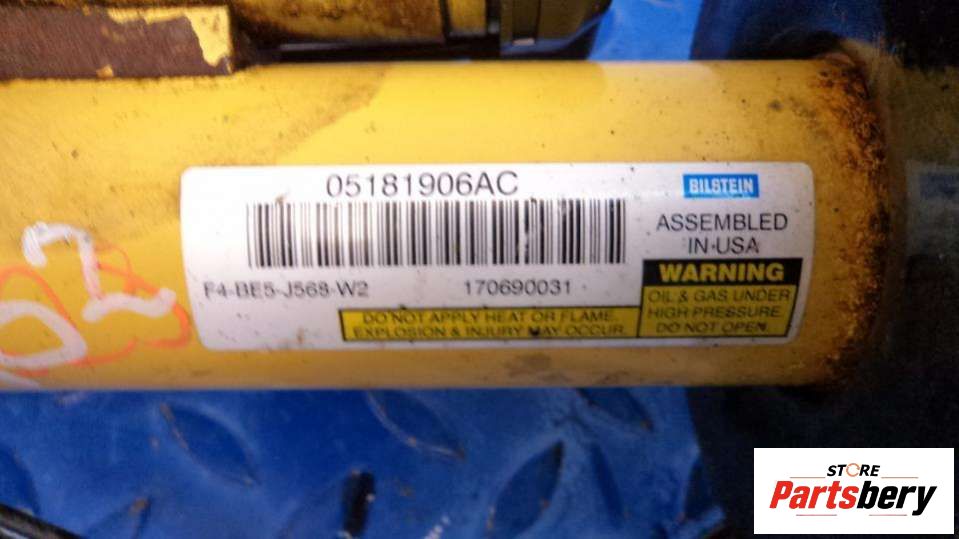 05181906AC
BILSTEIN
ASSEMBLED
IN USA
F4-BE5-J568-W2
170690031
WARNING
OIL & GAS UNDER
HIGH PRESSURE.
DO NOT OPEN.
DO NOT APPLY HEAT OR FLAME.
EXPLOSION & INJURY MAY OCCUR.
STORE
Partsbery